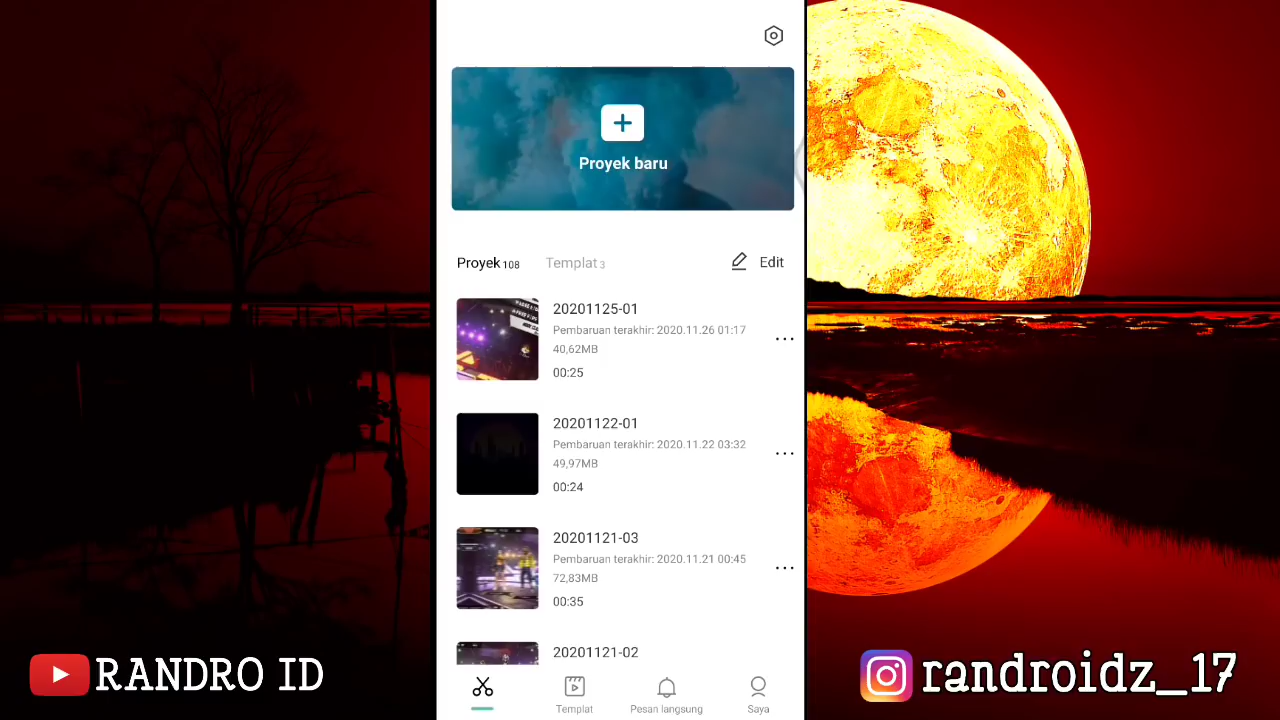 Proyek baru
Proyek 108
Templat 3
Edit
20201125-01
Pembaruan terakhir: 2020.11.26 01:17
40,62MB
00:25
20201122-01
Pembaruan terakhir: 2020.11.22 03:32
49,97MB
00:24
20201121-03
Pembaruan terakhir: 2020.11.21 00:45
72,83MB
00:35
20201121-02
Templat
Pesan langsung
Saya
RANDRO ID
randroidz_17